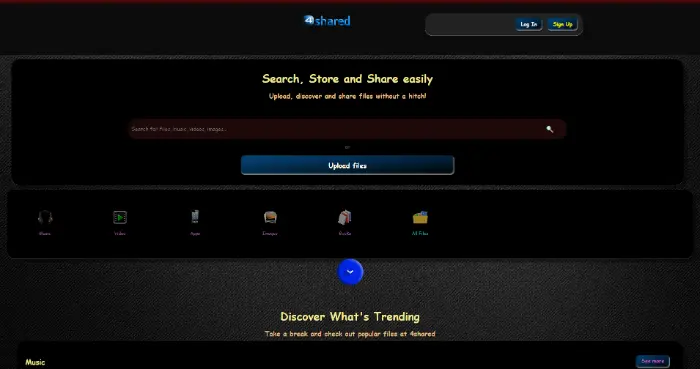 4shared
Log In
Sign Up
Search, Store and Share easily
Upload, discover and share files without a hitch!
Search for files, music, videos, images..
or
Upload files
Music
Video
Apps
Images
Books
All Files
Discover What's Trending
Take a break and check out popular files at 4shared
Music
See more